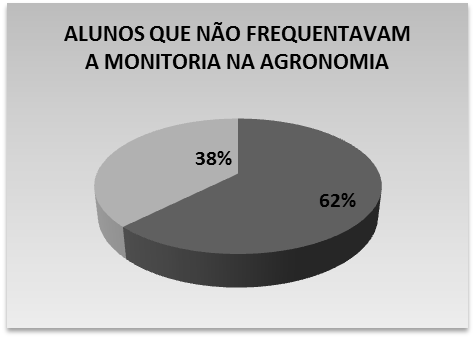 ALUNOS QUE NÃO FREQUENTAVAM
A MONITORIA NA AGRONOMIA
38%
62%